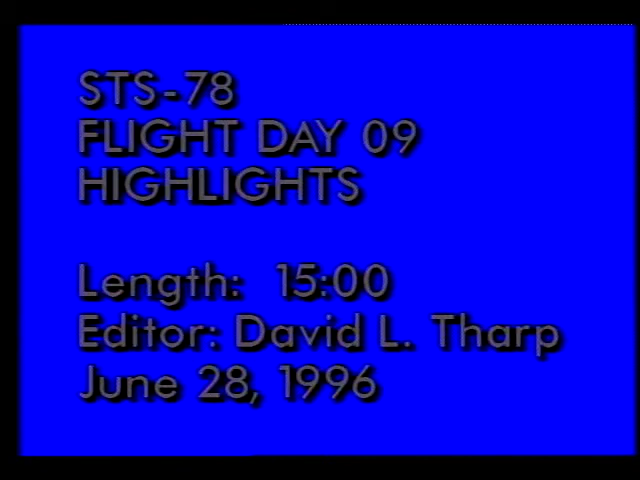 STS-78
FLIGHT DAY 09
HIGHLIGHTS
Length: 15:00
Editor: David L. Tharp
June 28, 1996